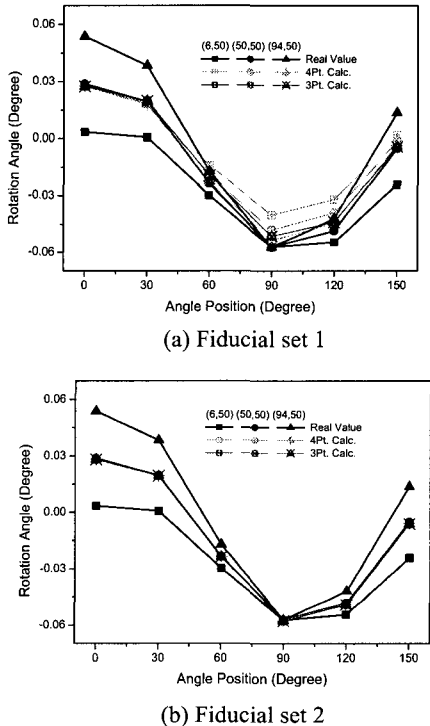 0.06
0.03
0.00
-0.03
-0.06
Rotation Angle (Degree)
(6,50) (50,50) (94,50)
Real Value
4Pt. Calc.
3Pt. Calc.
0 30 60 90 120 150
Angle Position (Degree)
(a) Fiducial set 1
0.06
0.03
0.00
-0.03
-0.06
Rotation Angle (Degree)
(6,50) (50,50) (94,50)
Real Value
4Pt. Calc.
3Pt. Calc.
0 30 60 90 120 150
Angle Position (Degree)
(b) Fiducial set 2